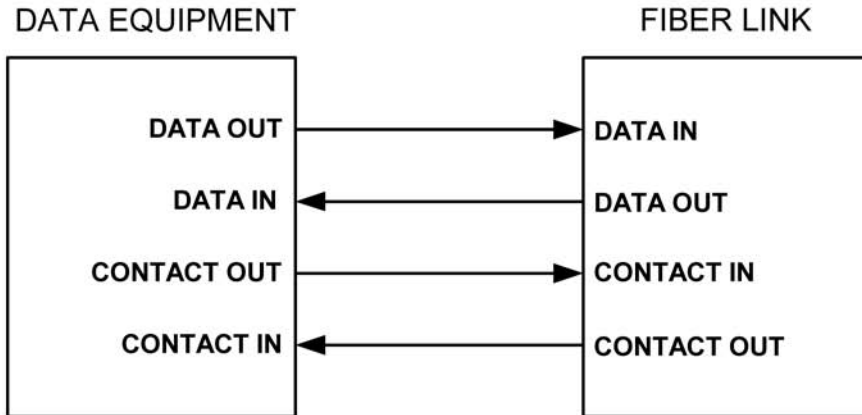 DATA EQUIPMENT
FIBER LINK
DATA OUT
DATA IN
DATA IN
DATA OUT
CONTACT OUT
CONTACT IN
CONTACT IN
CONTACT OUT